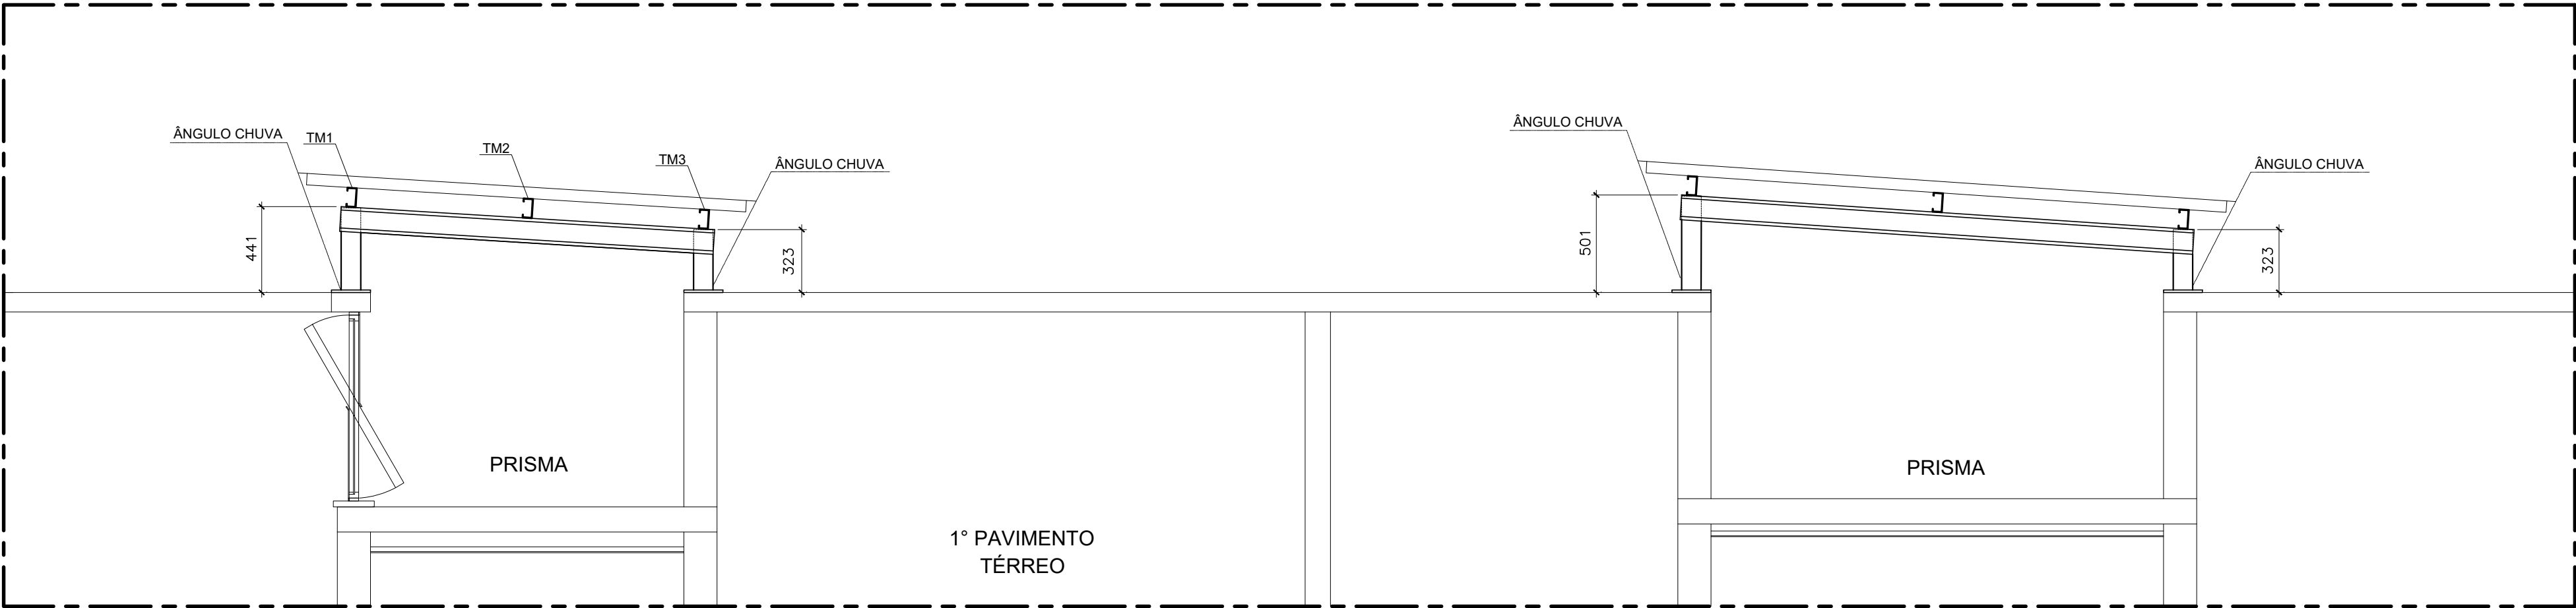 ÂNGULO CHUVA
TM1
TM2
TM3
ÂNGULO CHUVA
441
323
PRISMA
1° PAVIMENTO
TÉRREO
ÂNGULO CHUVA
ÂNGULO CHUVA
501
323
PRISMA